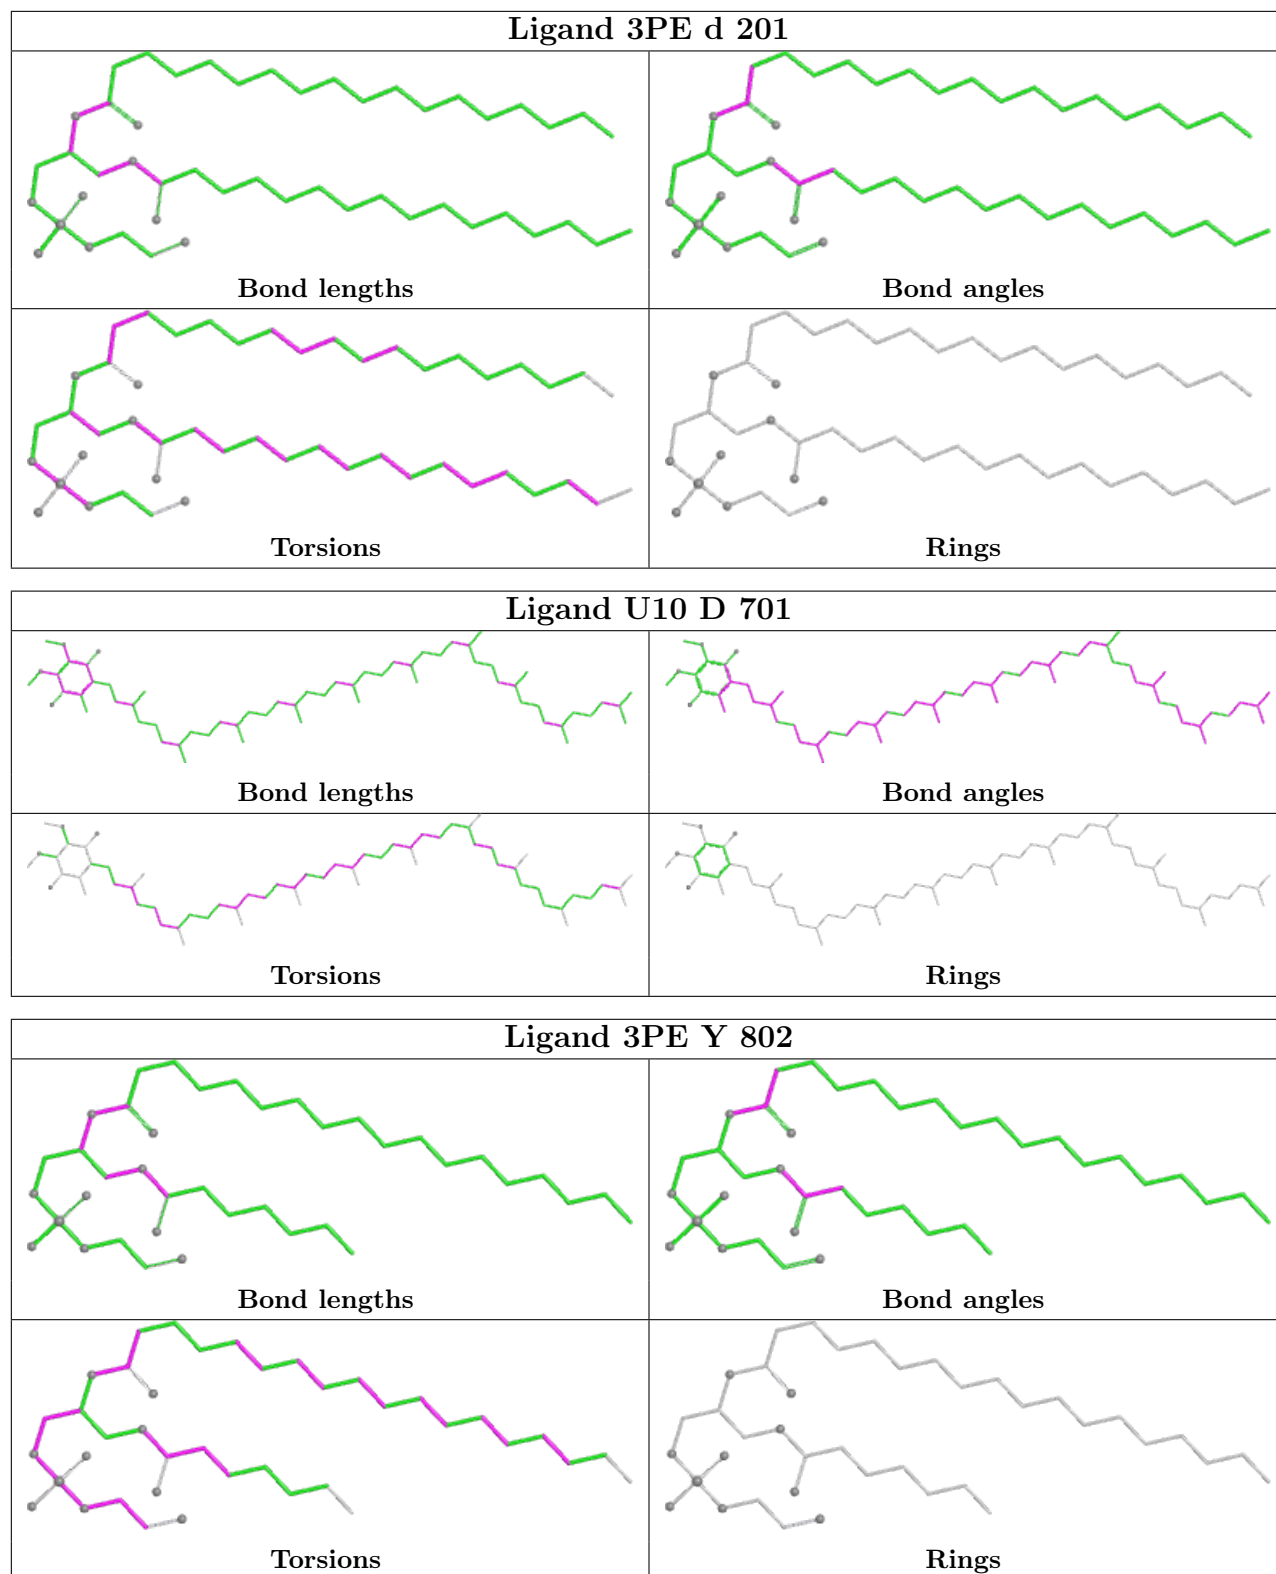 Ligand 3PE d 201
Bond lengths
Bond angles
Torsions
Rings
Ligand U10 D 701
Bond lengths
Bond angles
Torsions
Rings
Ligand 3PE Y 802
Bond lengths
Bond angles
Torsions
Rings